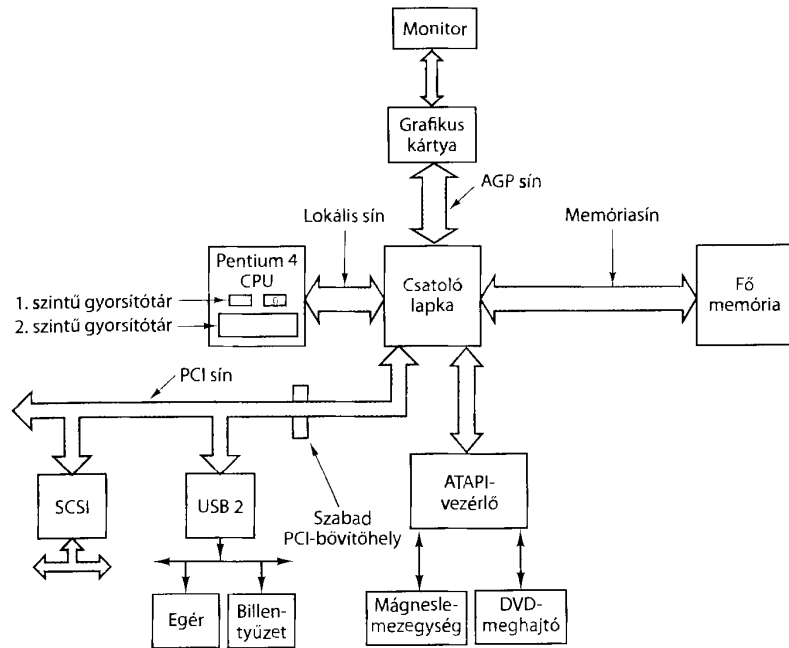 Monitor
Grafikus
kártya
AGP sín
Lokális sín
Memóriasín
Pentium 4
CPU
Csatoló
lapka
Fő
memória
1. szintű gyorsítótár
2. szintű gyorsítótár
PCI sín
SCSI
USB 2
Szabad
PCI-bővítőhely
ATAPI-
vezérlő
Egér
Billen-
tyűzet
Mágnesle-
mezegység
DVD-
meghajtó